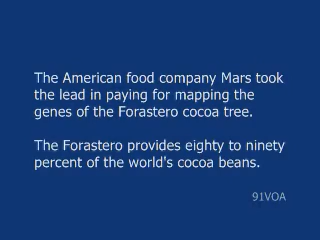 The American food company Mars took
the lead in paying for mapping the
genes of the Forastero cocoa tree.
The Forastero provides eighty to ninety
percent of the world's cocoa beans.
91VOA